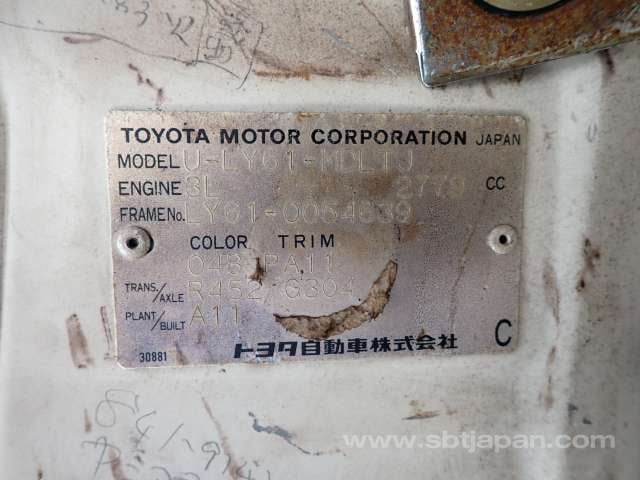 TOYOTA MOTOR CORPORATION JAPAN
MODEL U-LY61-MDLTJ
ENGINE 3L 2779 CC
FRAME No. LY61-0064839
COLOR TRIM
048 PA11
TRANS./AXLE R452 G304
PLANT/BUILT A11
30881 トヨタ自動車株式会社 C
www.sbtjapan.com